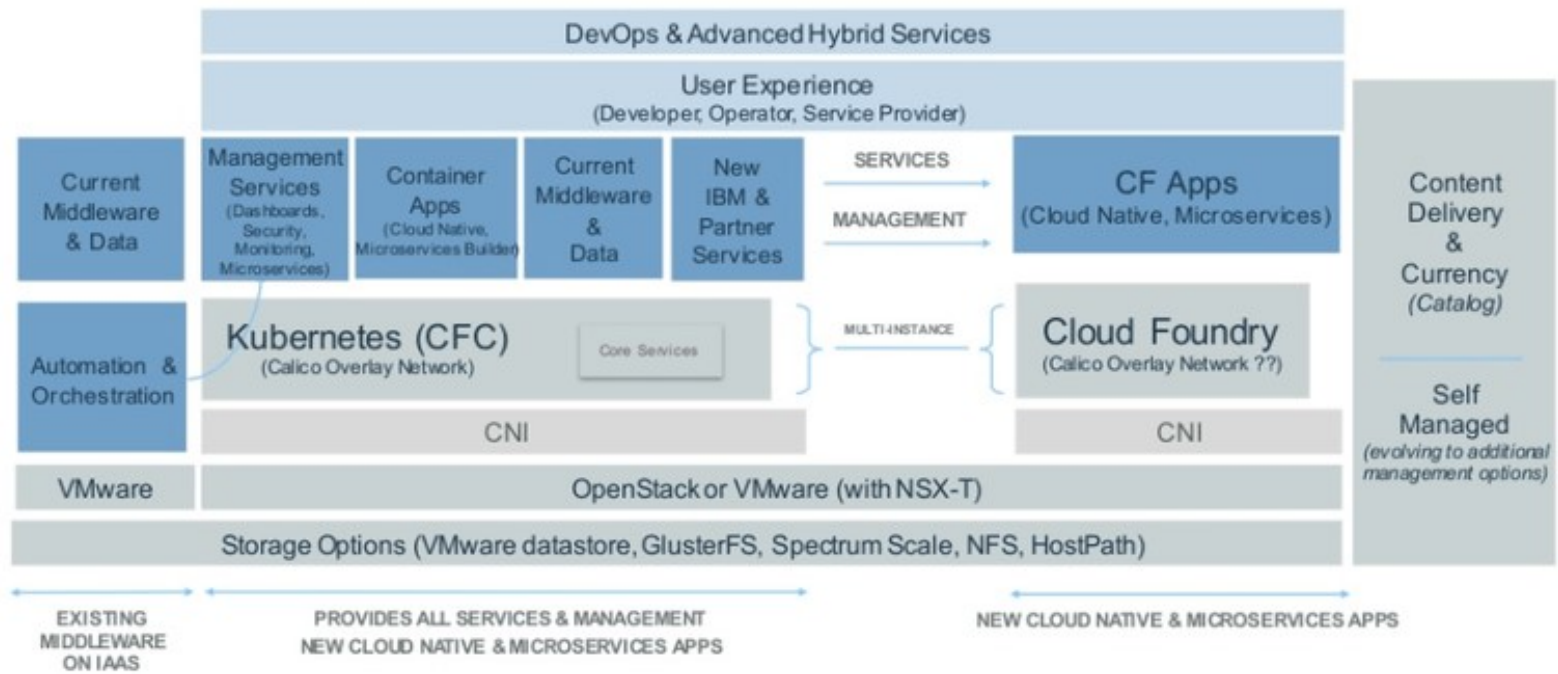 DevOps & Advanced Hybrid Services
User Experience
(Developer, Operator, Service Provider)
Current
Middleware
& Data
Management
Services
(Dashboards,
Security,
Monitoring,
Microservices)
Container
Apps
(Cloud Native,
Microservices Builder)
Current
Middleware
&
Data
New
IBM &
Partner
Services
SERVICES
MANAGEMENT
CF Apps
(Cloud Native, Microservices)
Content
Delivery
&
Currency
(Catalog)
Self
Managed
(evolving to additional
management options)
Automation &
Orchestration
Kubernetes (CFC)
(Calico Overlay Network)
Core Services
MULTI-INSTANCE
Cloud Foundry
(Calico Overlay Network ??)
CNI
CNI
VMware
OpenStack or VMware (with NSX-T)
Storage Options (VMware datastore, GlusterFS, Spectrum Scale, NFS, HostPath)
EXISTING
MIDDLEWARE
ON IAAS
PROVIDES ALL SERVICES & MANAGEMENT
NEW CLOUD NATIVE & MICROSERVICES APPS
NEW CLOUD NATIVE & MICROSERVICES APPS